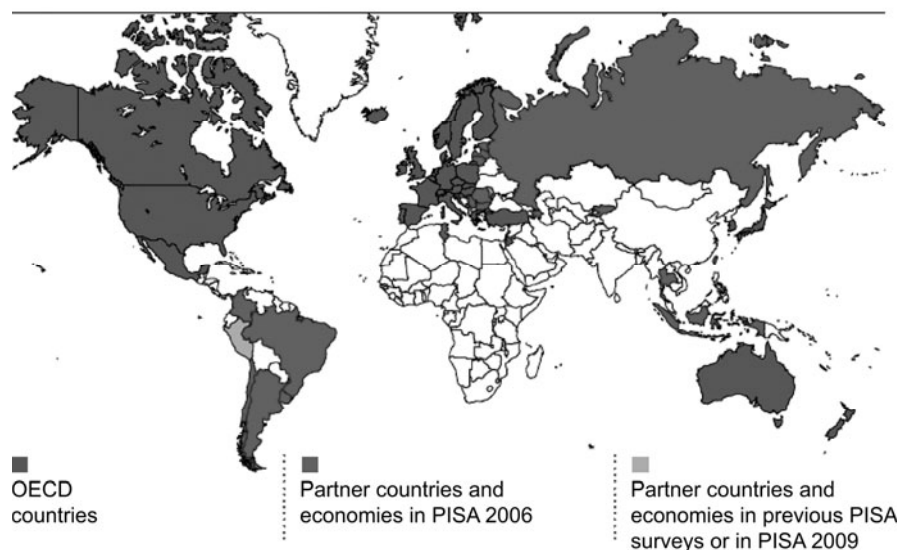 OECD
countries
Partner countries and
economies in PISA 2006
Partner countries and
economies in previous PISA
surveys or in PISA 2009